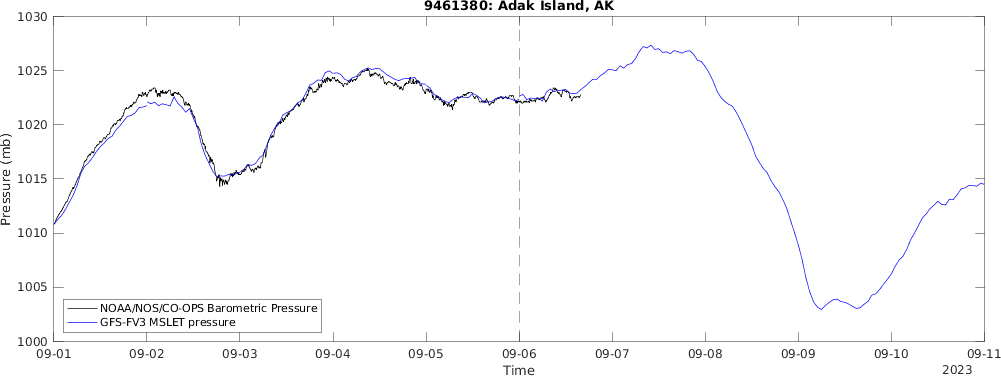 9461380: Adak Island, AK
Pressure (mb)
1030
1025
1020
1015
1010
1005
1000
NOAA/NOS/CO-OPS Barometric Pressure
GFS-FV3 MSLET pressure
09-01 09-02 09-03 09-04 09-05 09-06 09-07 09-08 09-09 09-10 09-11
Time
2023